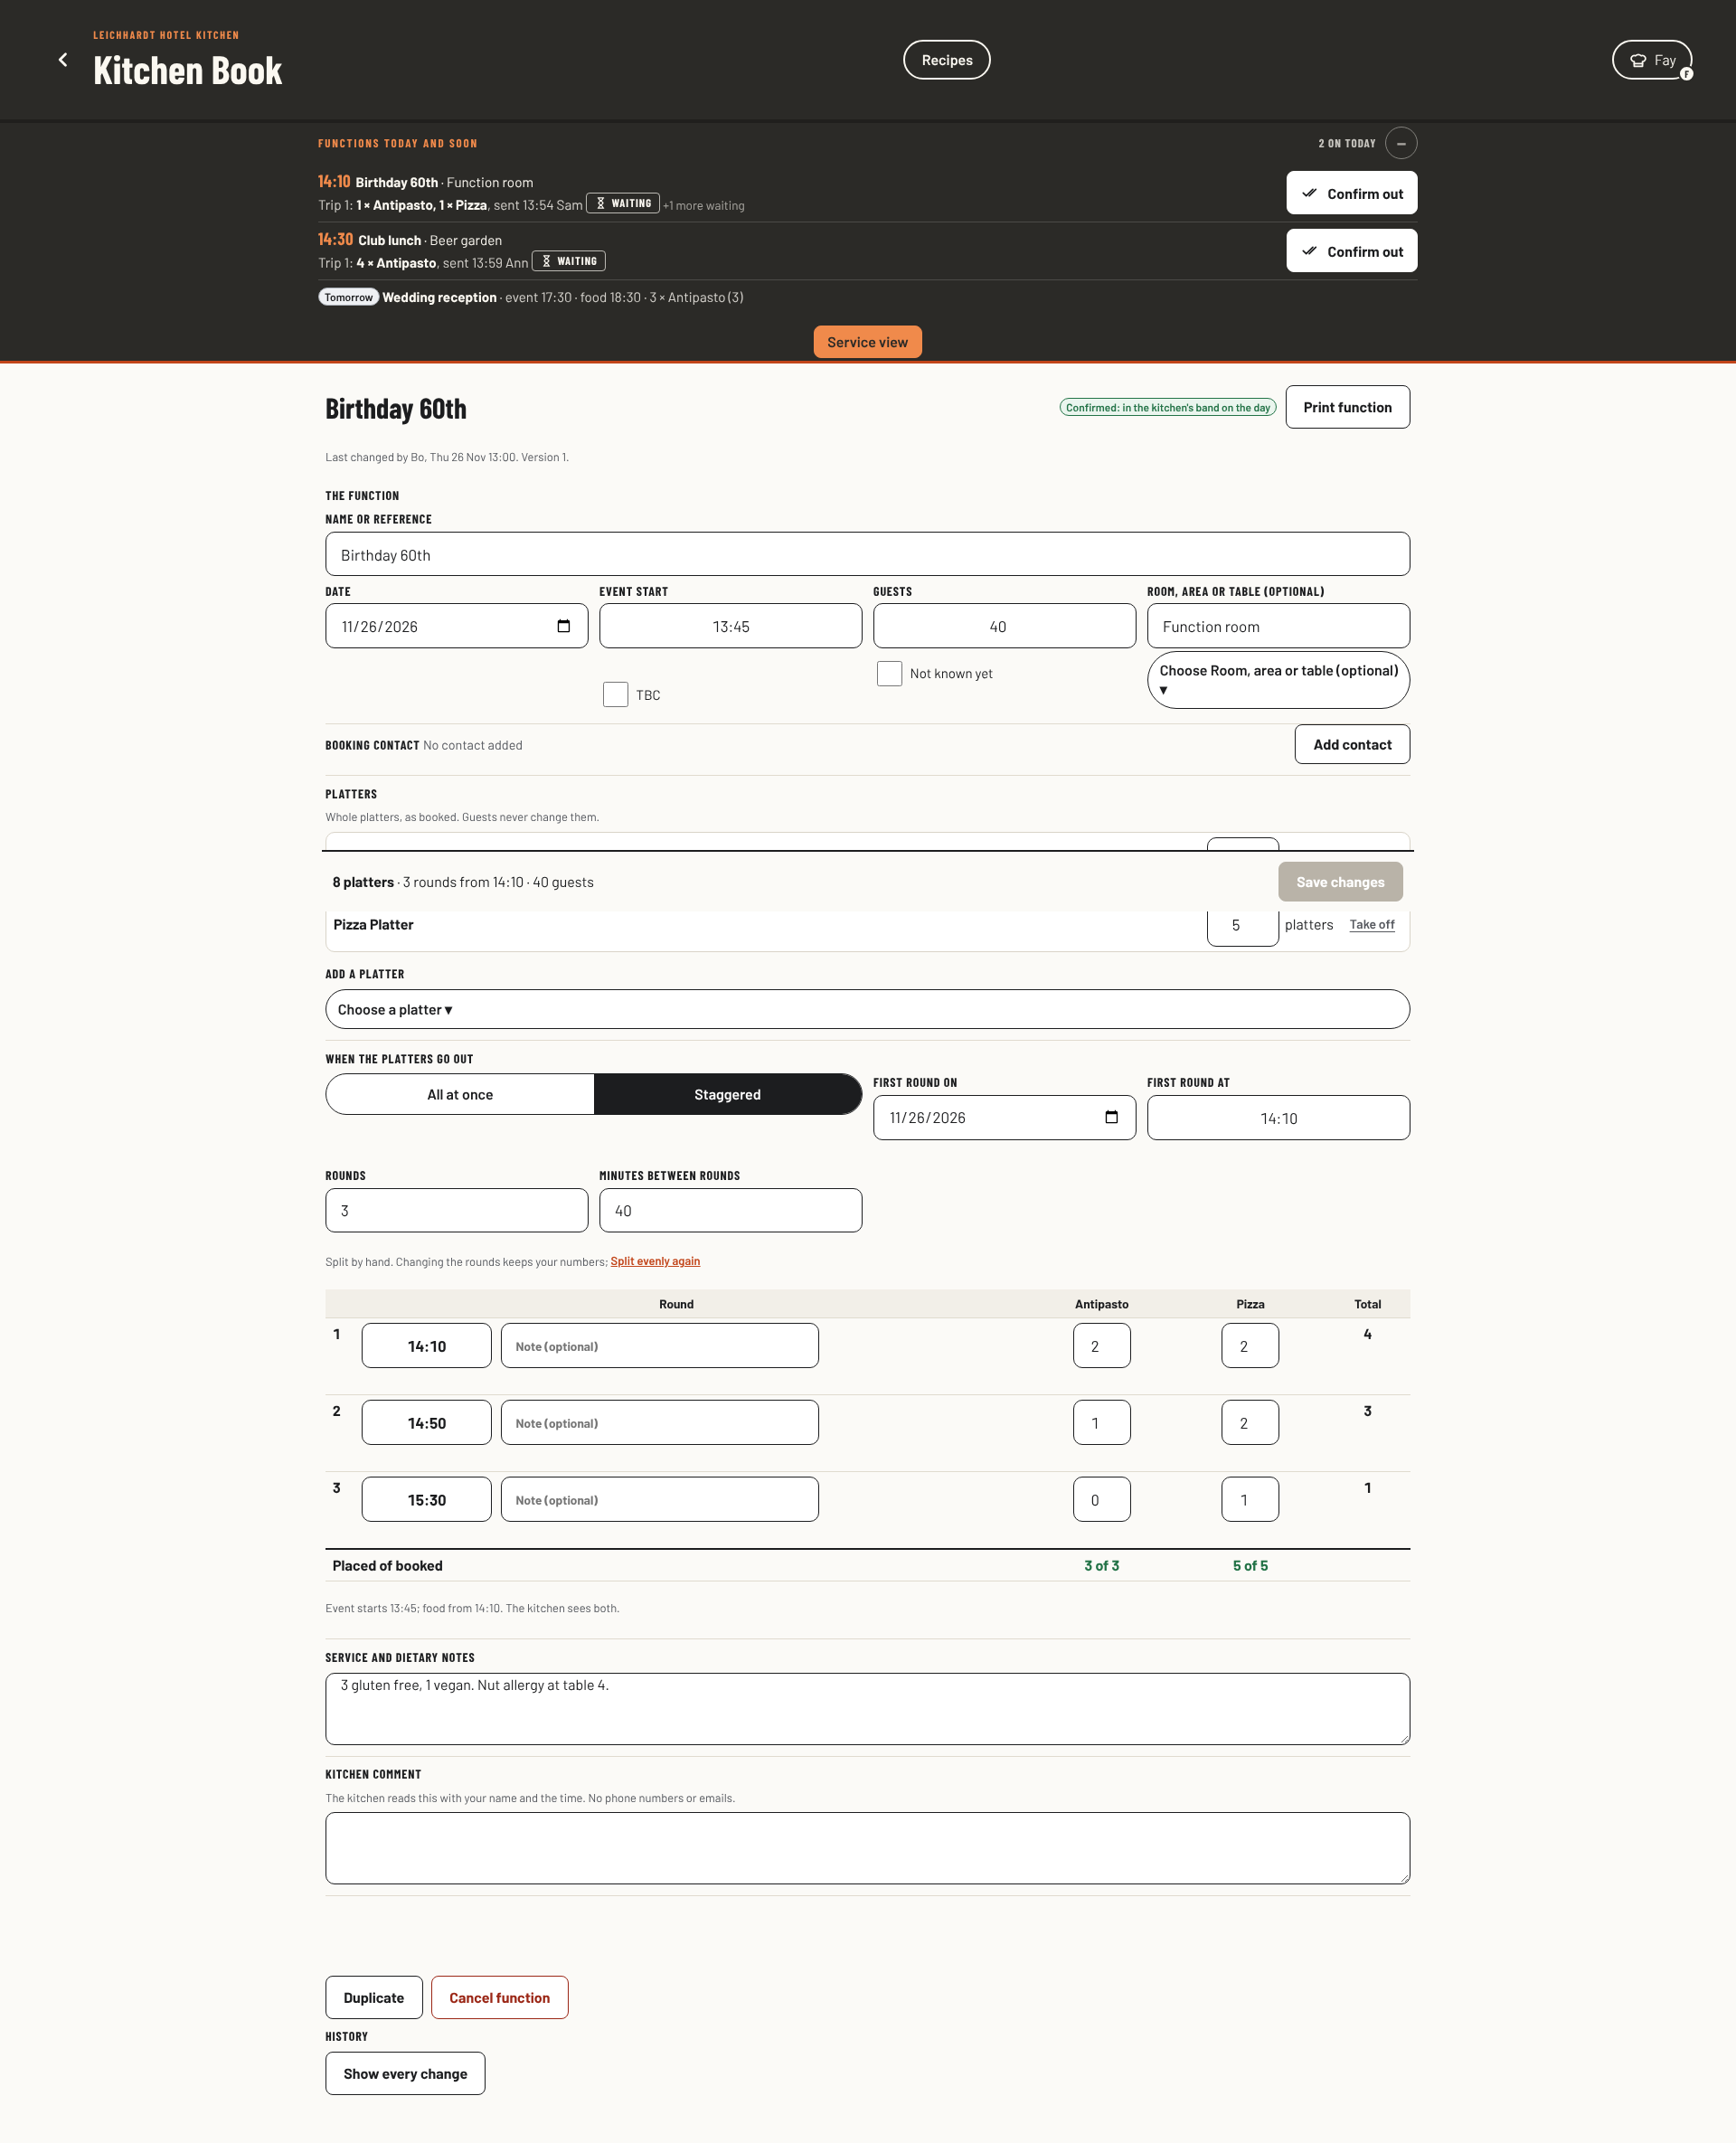 LEICHHARDT HOTEL KITCHEN
Kitchen Book
Recipes
Fay
F
FUNCTIONS TODAY AND SOON
2 ON TODAY
14:10 Birthday 60th · Function room
Trip 1: 1 × Antipasto, 1 × Pizza, sent 13:54 Sam WAITING +1 more waiting
Confirm out
14:30 Club lunch · Beer garden
Trip 1: 4 × Antipasto, sent 13:59 Ann WAITING
Confirm out
Tomorrow Wedding reception · event 17:30 · food 18:30 · 3 × Antipasto (3)
Service view
Birthday 60th
Confirmed: in the kitchen's band on the day
Print function
Last changed by Bo, Thu 26 Nov 13:00. Version 1.
THE FUNCTION
NAME OR REFERENCE
Birthday 60th
DATE EVENT START GUESTS ROOM, AREA OR TABLE (OPTIONAL)
11/26/2026 13:45 40 Function room
Not known yet
Choose Room, area or table (optional) ▾
TBC
BOOKING CONTACT No contact added
Add contact
PLATTERS
Whole platters, as booked. Guests never change them.
8 platters · 3 rounds from 14:10 · 40 guests
Save changes
Pizza Platter 5 platters Take off
ADD A PLATTER
Choose a platter ▾
WHEN THE PLATTERS GO OUT
All at once Staggered
FIRST ROUND ON FIRST ROUND AT
11/26/2026 14:10
ROUNDS MINUTES BETWEEN ROUNDS
3 40
Split by hand. Changing the rounds keeps your numbers; Split evenly again
Round Antipasto Pizza Total
1 14:10 Note (optional) 2 2 4
2 14:50 Note (optional) 1 2 3
3 15:30 Note (optional) 0 1 1
Placed of booked 3 of 3 5 of 5
Event starts 13:45; food from 14:10. The kitchen sees both.
SERVICE AND DIETARY NOTES
3 gluten free, 1 vegan. Nut allergy at table 4.
KITCHEN COMMENT
The kitchen reads this with your name and the time. No phone numbers or emails.
Duplicate Cancel function
HISTORY
Show every change